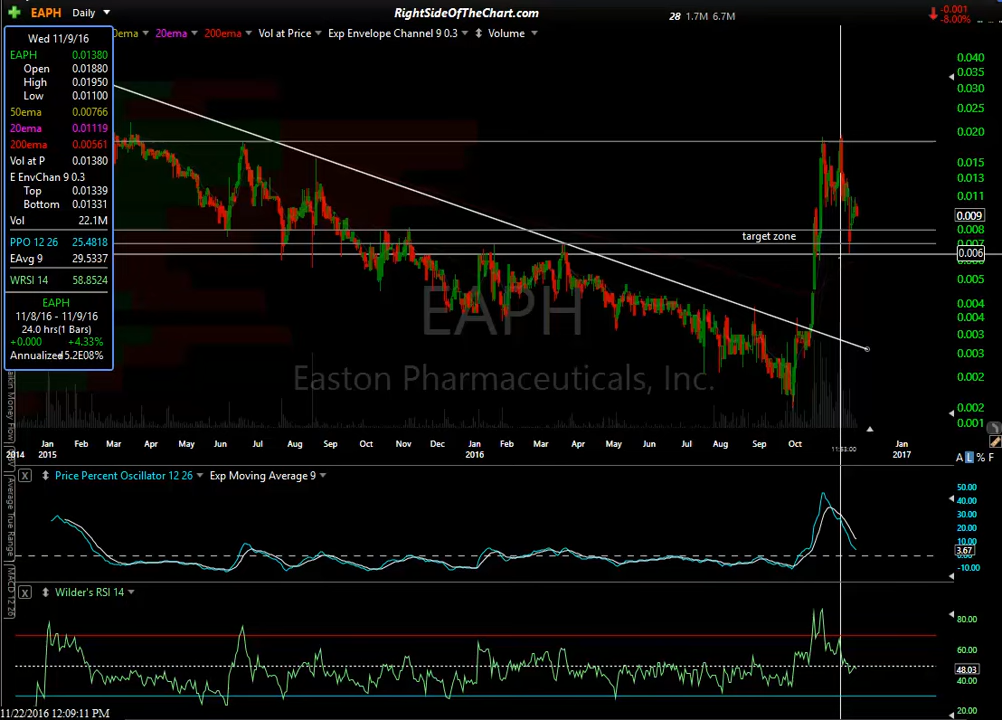 EAPH Daily
RightSideOfTheChart.com
28 1.7M 6.7M
-0.001
-8.00%
0ema 20ema 200ema Vol at Price Exp Envelope Channel 9 0.3 Volume
Wed 11/9/16
EAPH 0.01380
Open 0.01880
High 0.01950
Low 0.01100
50ema 0.00766
20ema 0.01119
200ema 0.00561
Vol at P 0.01380
E EnvChan 9 0.3
Top 0.01339
Bottom 0.01331
Vol 22.1M
PPO 12 26 25.4818
EAvg 9 29.5337
WRSI 14 58.8524
EAPH
11/8/16 - 11/9/16
24.0 hrs(1 Bars)
+0.000 +4.33%
Annualized 5.2E08%
target zone
EAPH
Easton Pharmaceuticals, Inc.
0.040
0.035
0.030
0.025
0.020
0.015
0.013
0.011
0.009
0.008
0.007
0.006
0.005
0.004
0.003
0.003
0.002
0.002
0.001
Jan Feb Mar Apr May Jun Jul Aug Sep Oct Nov Dec Jan Feb Mar Apr May Jun Jul Aug Sep Oct Jan
2014 2015 2016 2017
A L % F
Money Flow
Average True Range
MACD 12 26
X Price Percent Oscillator 12 26 Exp Moving Average 9
50.00
40.00
30.00
20.00
10.00
3.67
-10.00
X Wilder's RSI 14
80.00
60.00
48.03
40.00
20.00
11/22/2016 12:09:11 PM